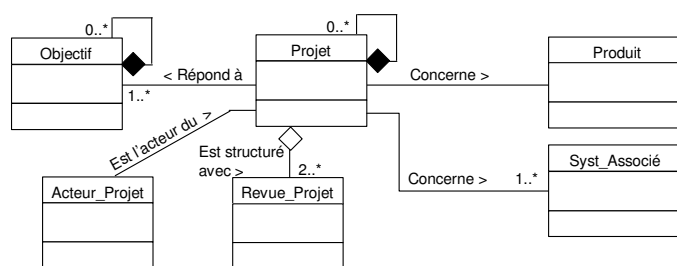 0..*
0..*
Objectif
Projet
Produit
< Répond à
Concerne >
1..*
Est l'acteur du >
Est structuré
avec >
2..*
Syst_Associé
Concerne >
1..*
Acteur_Projet
Revue_Projet